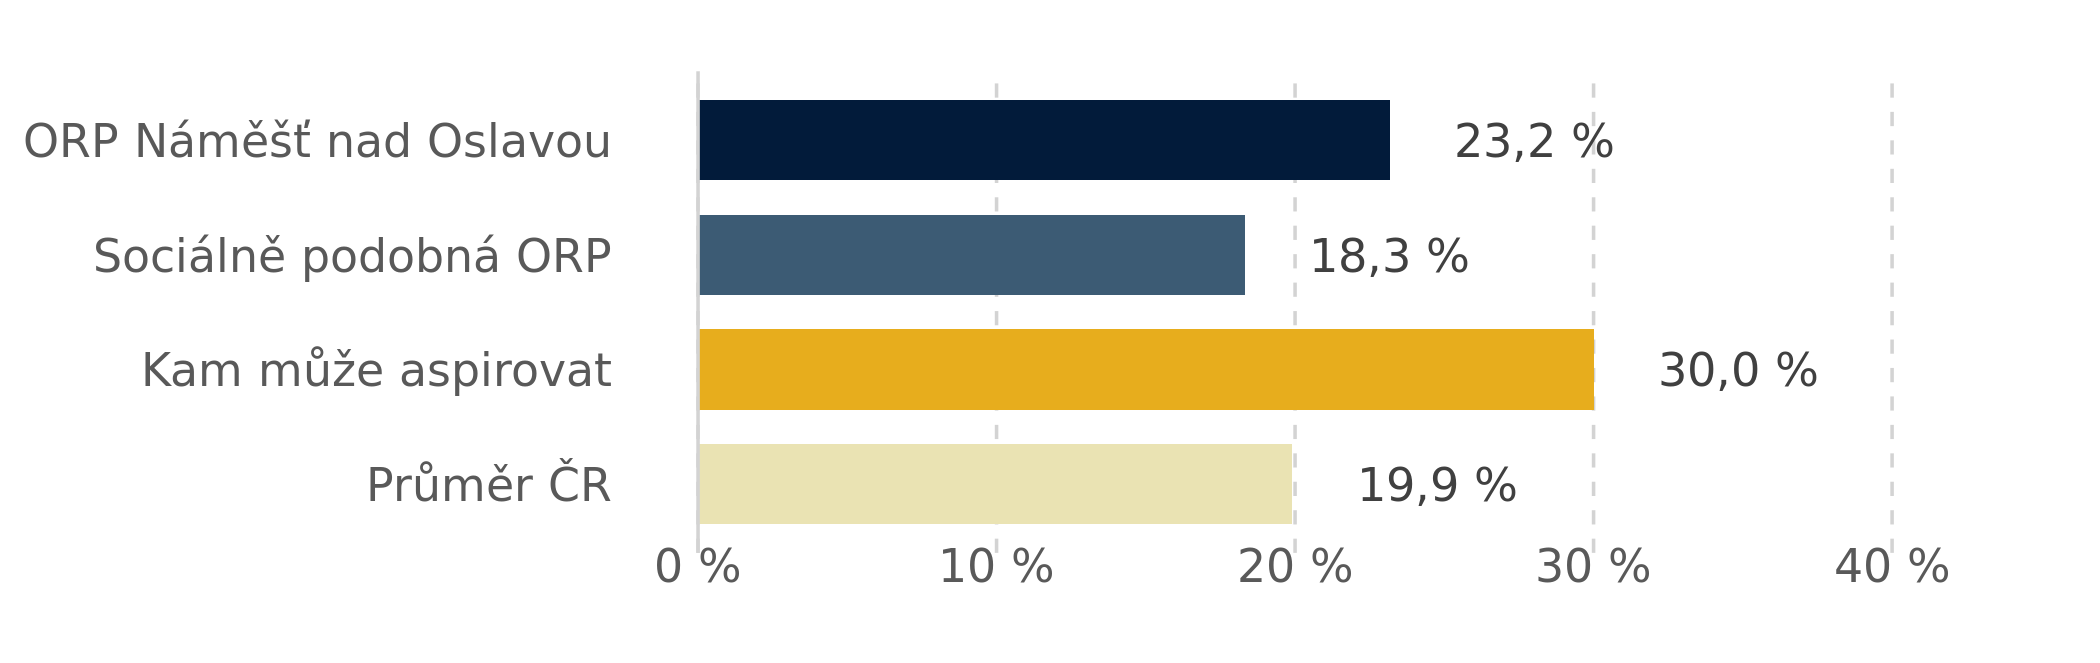 ORP Náměšť nad Oslavou 23,2 %
Sociálně podobná ORP 18,3 %
Kam může aspirovat 30,0 %
Průměr ČR 19,9 %
0 % 10 % 20 % 30 % 40 %